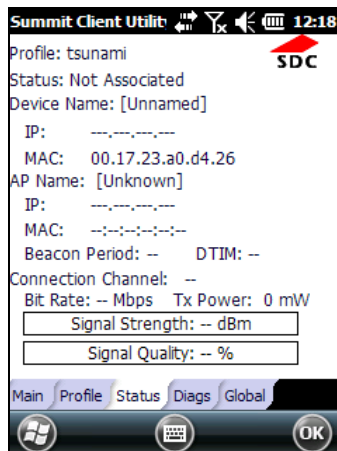 Summit Client Utilit 12:18
Profile: tsunami
SDC
Status: Not Associated
Device Name: [Unnamed]
IP: ---.---.---.---
MAC: 00.17.23.a0.d4.26
AP Name: [Unknown]
IP: ---.---.---.---
MAC: --:--:--:--:--:--
Beacon Period: -- DTIM: --
Connection Channel: --
Bit Rate: -- Mbps Tx Power: 0 mW
Signal Strength: -- dBm
Signal Quality: -- %
Main Profile Status Diags Global
OK